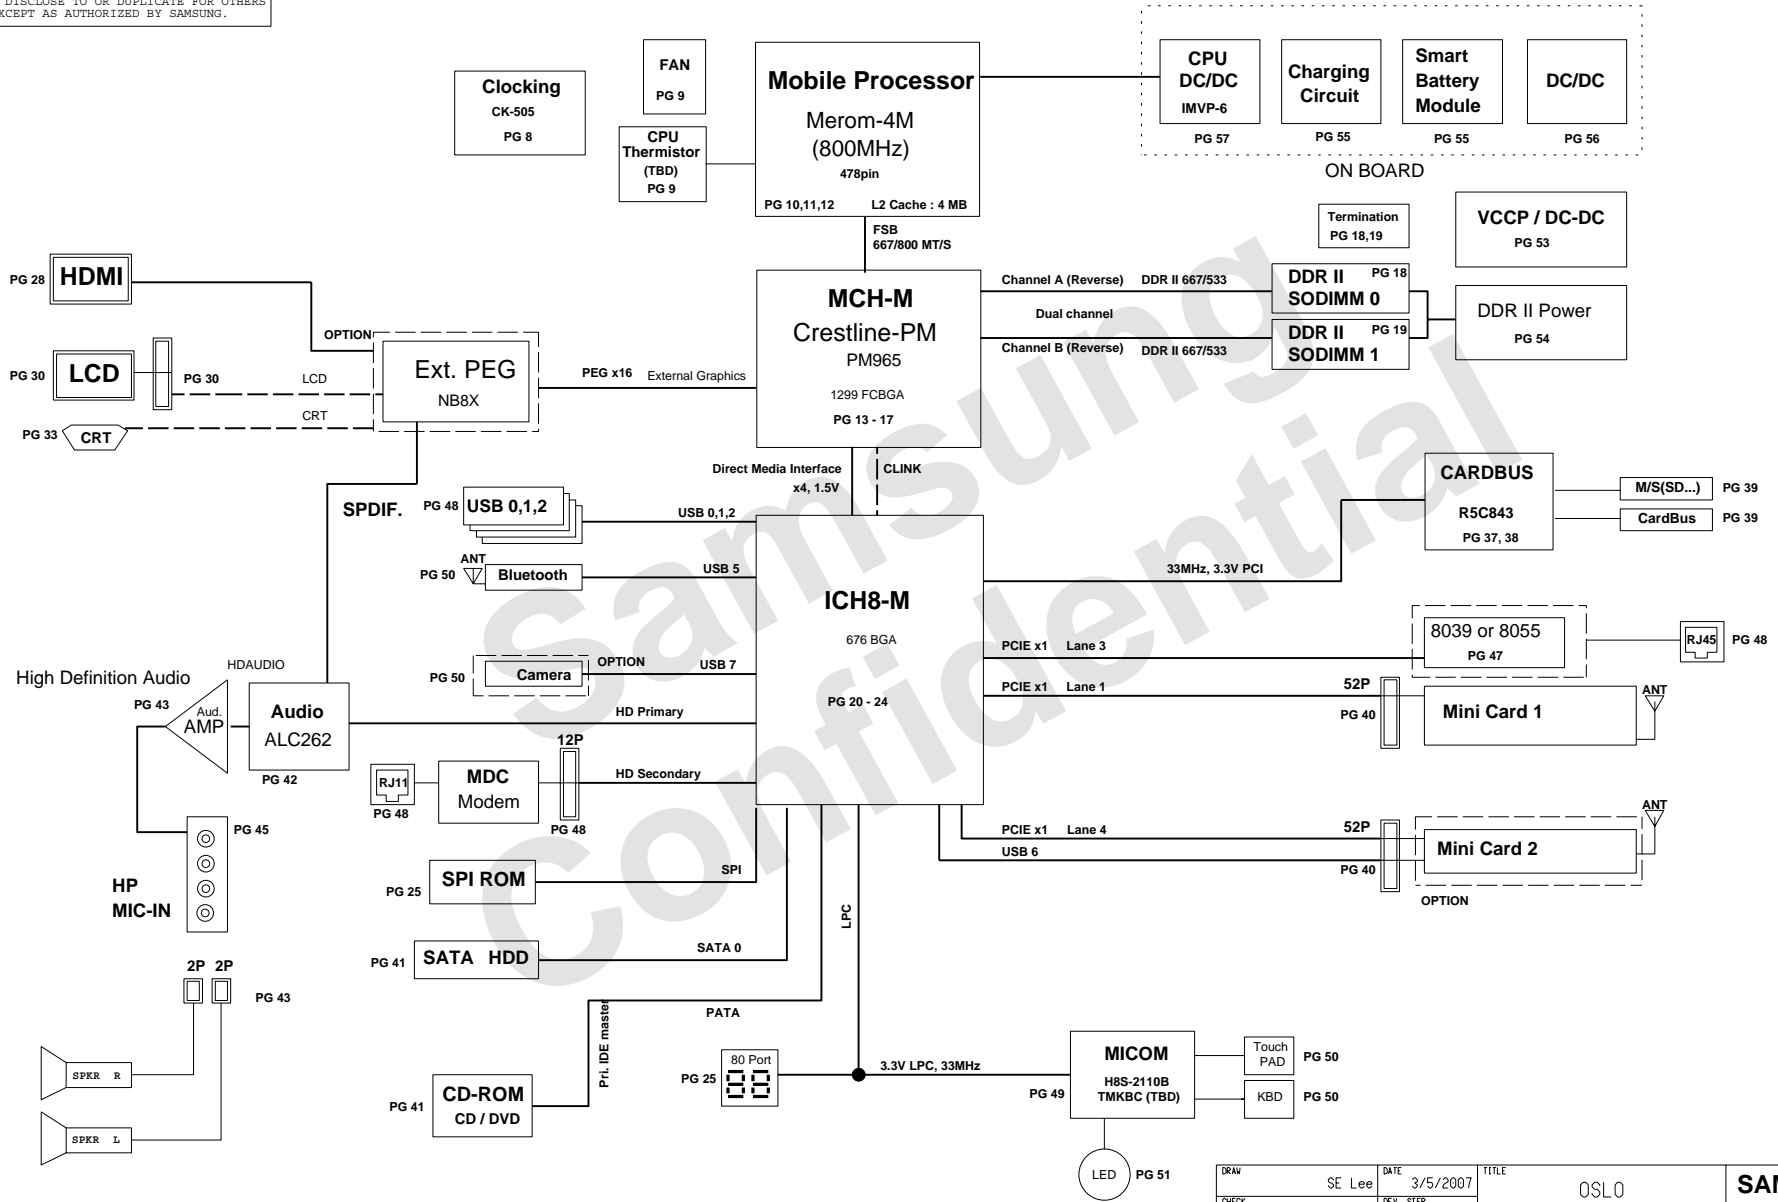 DISCLOSE TO OR DUPLICATE FOR OTHERS
EXCEPT AS AUTHORIZED BY SAMSUNG.
Clocking
CK-505
PG 8
FAN
PG 9
CPU
Thermistor
(TBD)
PG 9
Mobile Processor
Merom-4M
(800MHz)
478pin
PG 10,11,12
L2 Cache : 4 MB
CPU
DC/DC
IMVP-6
PG 57
Charging
Circuit
PG 55
Smart
Battery
Module
PG 55
DC/DC
PG 56
ON BOARD
FSB
667/800 MT/S
Termination
PG 18,19
VCCP / DC-DC
PG 53
PG 28
HDMI
OPTION
PG 30
LCD
PG 30
LCD
CRT
PG 33
CRT
Ext. PEG
NB8X
PEG x16
External Graphics
MCH-M
Crestline-PM
PM965
1299 FCBGA
PG 13 - 17
Channel A (Reverse)
DDR II 667/533
Dual channel
Channel B (Reverse)
DDR II 667/533
DDR II
PG 18
SODIMM 0
DDR II
PG 19
SODIMM 1
DDR II Power
PG 54
Direct Media Interface
x4, 1.5V
CLINK
SPDIF.
PG 48
USB 0,1,2
USB 0,1,2
ANT
PG 50
Bluetooth
USB 5
PG 50
Camera
OPTION
USB 7
ICH8-M
676 BGA
PG 20 - 24
CARDBUS
R5C843
PG 37, 38
M/S(SD...)
PG 39
CardBus
PG 39
33MHz, 3.3V PCI
PCIE x1
Lane 3
8039 or 8055
PG 47
RJ45
PG 48
PCIE x1
Lane 1
52P
PG 40
Mini Card 1
ANT
High Definition Audio
HDAUDIO
PG 43
Aud.
AMP
Audio
ALC262
PG 42
HD Primary
RJ11
PG 48
MDC
Modem
12P
PG 48
HD Secondary
PG 45
HP
MIC-IN
PCIE x1
Lane 4
USB 6
52P
PG 40
Mini Card 2
ANT
OPTION
PG 25
SPI ROM
SPI
PG 41
SATA HDD
SATA 0
LPC
2P
2P
PG 43
SPKR R
SPKR L
PG 41
CD-ROM
CD / DVD
Pri. IDE master
PATA
PG 25
80 Port
88
3.3V LPC, 33MHz
PG 49
MICOM
H8S-2110B
TMKBC (TBD)
Touch
PAD
PG 50
KBD
PG 50
LED
PG 51
DRAW
SE Lee
DATE
3/5/2007
TITLE
OSLO
CHECK
DEV. STEP
Samsung
Confidential